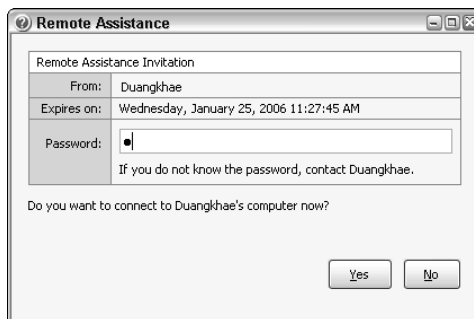 Remote Assistance
Remote Assistance Invitation
From: Duangkhae
Expires on: Wednesday, January 25, 2006 11:27:45 AM
Password: ●
If you do not know the password, contact Duangkhae.
Do you want to connect to Duangkhae's computer now?
Yes No